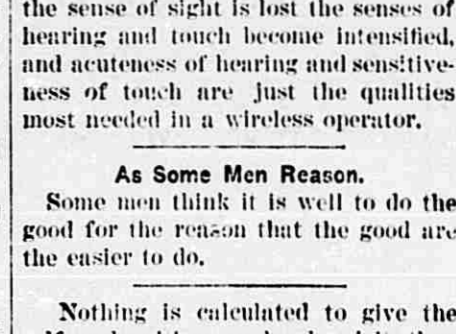 the sense of sight is lost the senses of
hearing and touch become intensified,
and acuteness of hearing and sensitive-
ness of touch are just the qualities
most needed in a wireless operator.
As Some Men Reason.
Some men think it is well to do the
good for the reason that the good are
the easier to do.
Nothing is calculated to give the